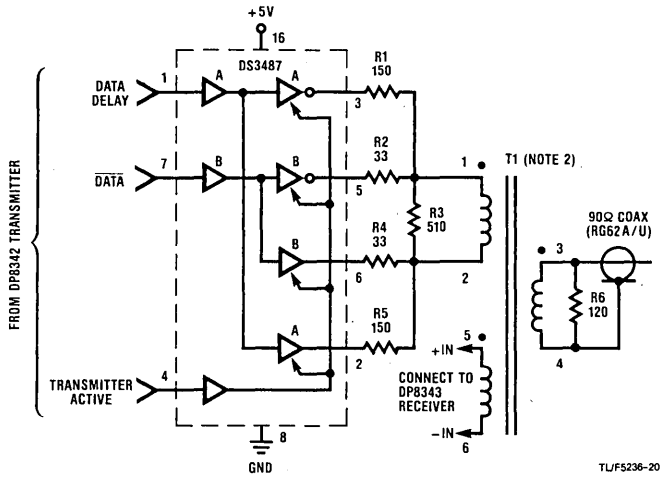 +5V
16
DS3487
FROM DP8342 TRANSMITTER
DATA
DELAY
1
A
A
3
R1
150
7
DATA
B
B
5
R2
33
1
T1 (NOTE 2)
R3
510
90Ω COAX
(RG62A/U)
B
6
R4
33
2
3
R6
120
4
A
2
R5
150
5
+IN
CONNECT TO
DP8343
RECEIVER
-IN
6
TRANSMITTER
ACTIVE
4
8
GND
TL/F5236-20